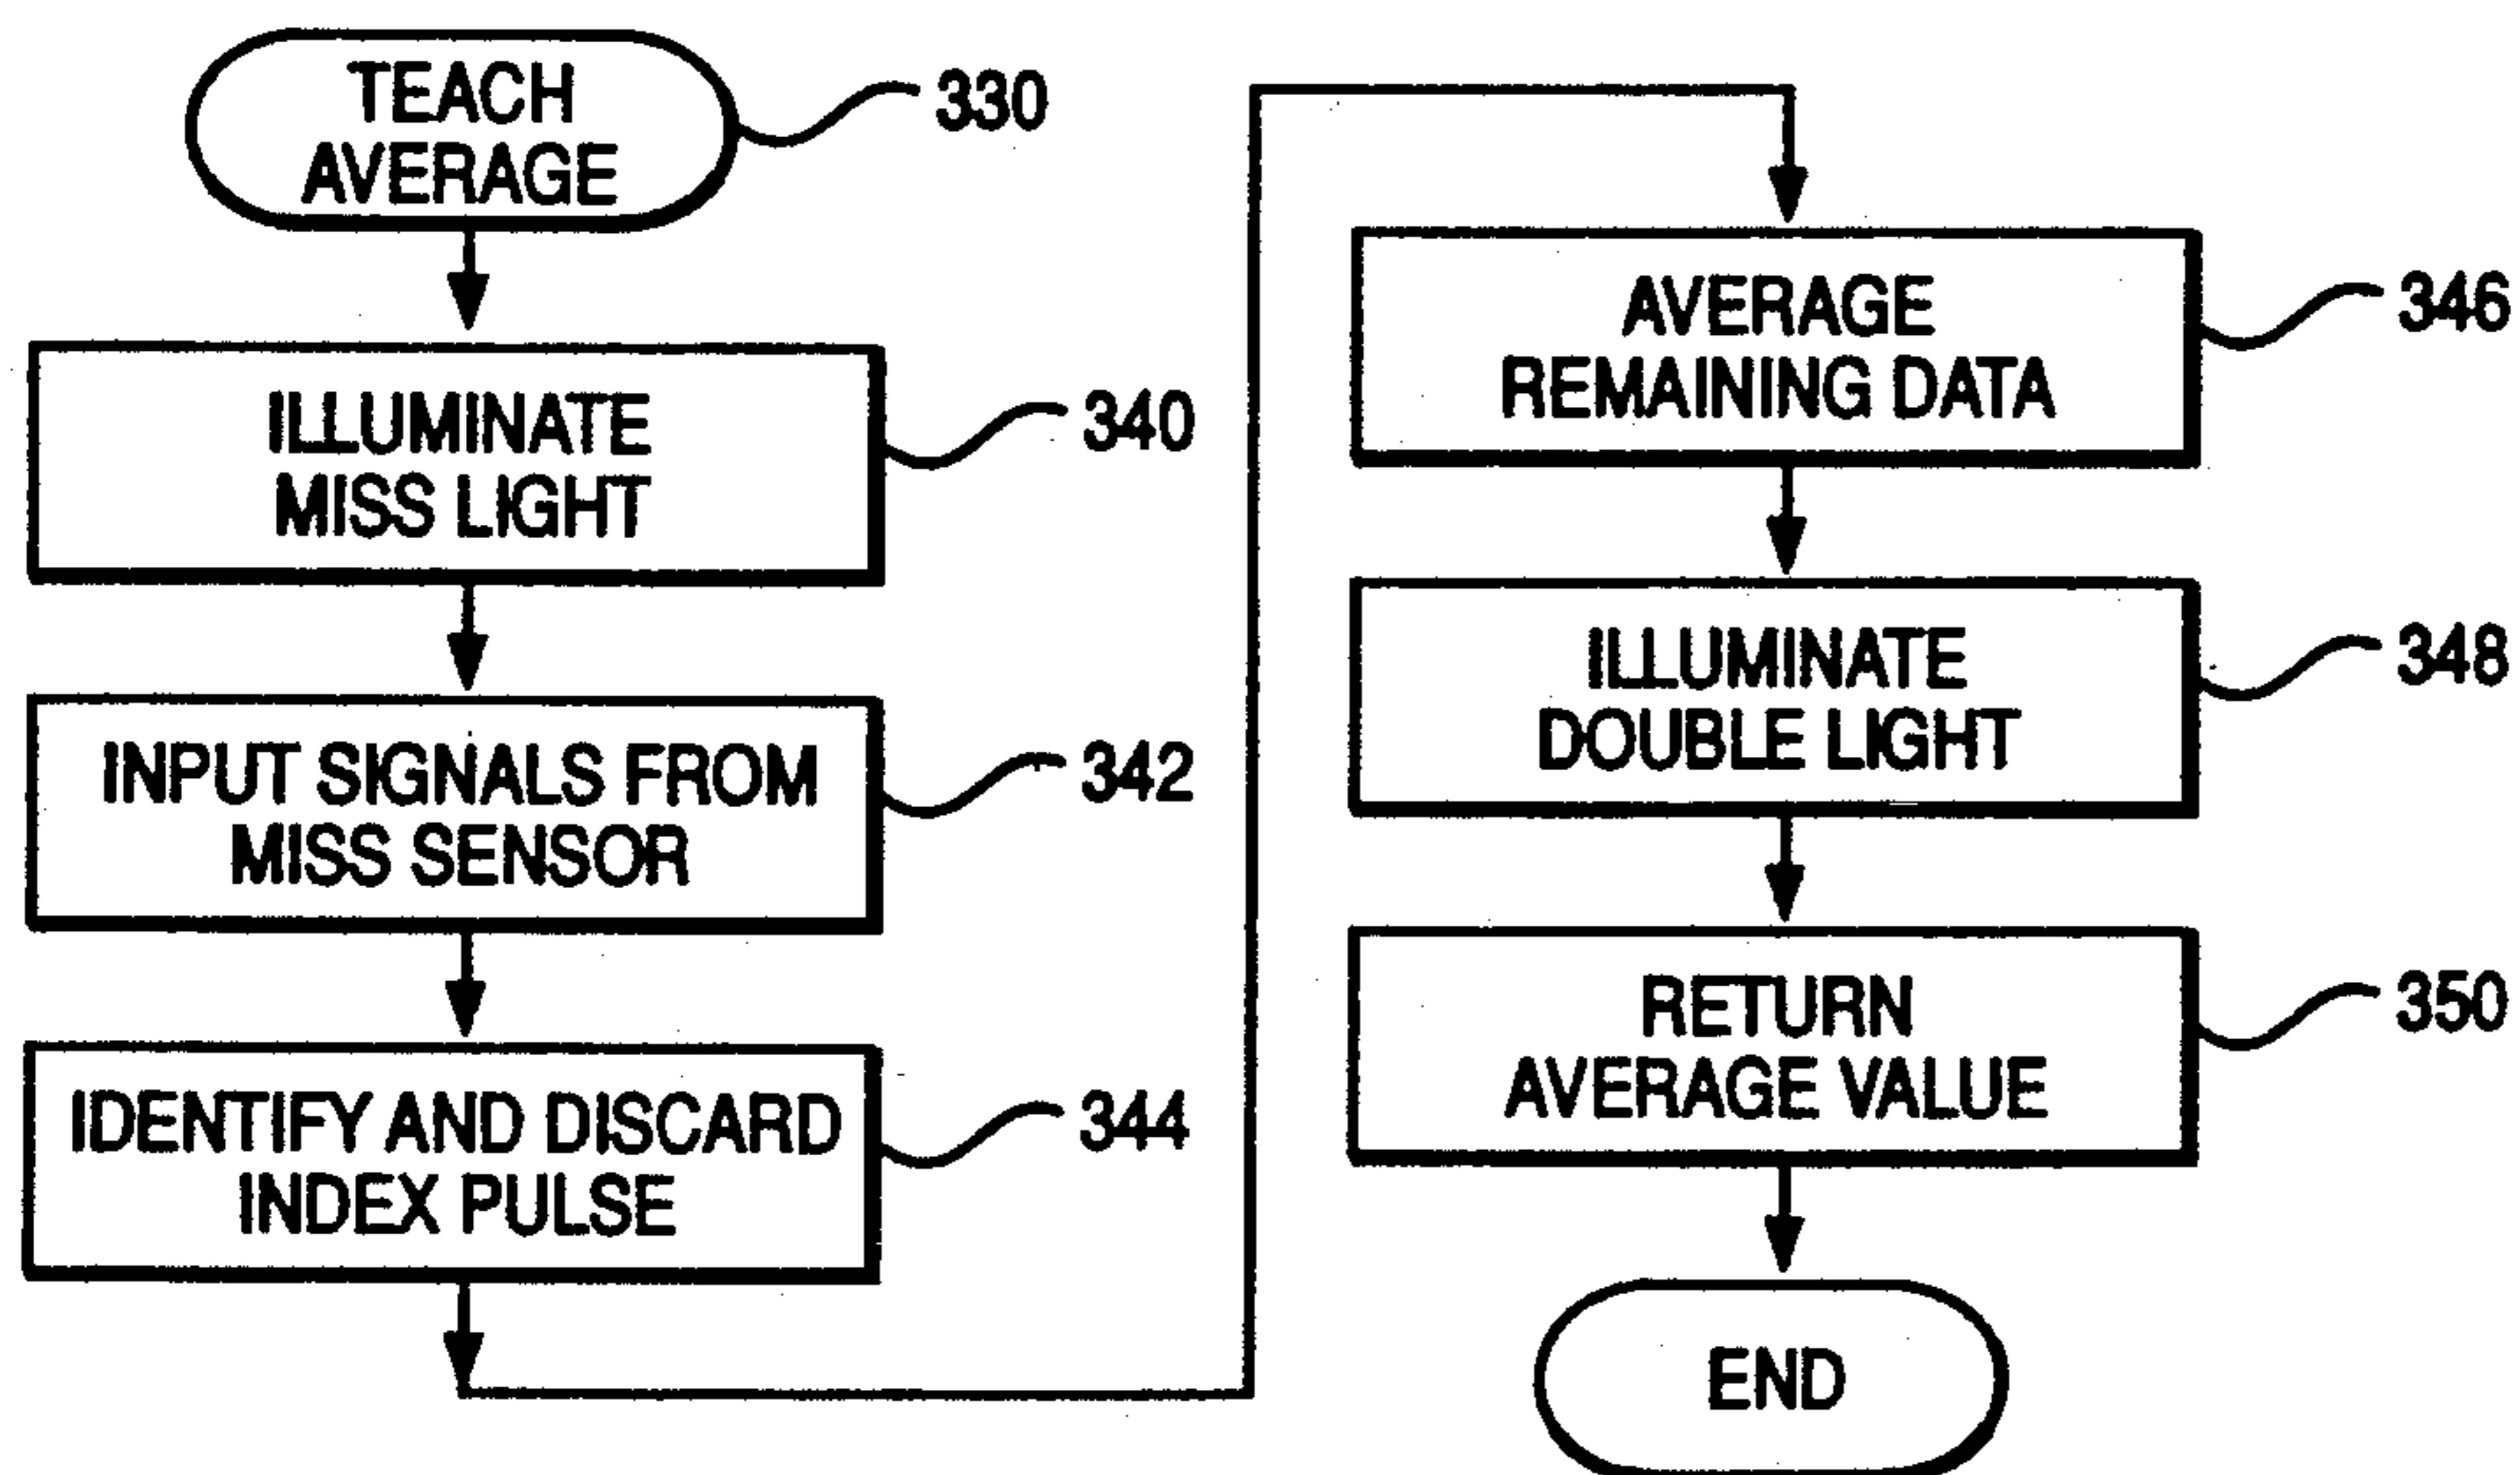 TEACH
AVERAGE
330
ILLUMINATE
MISS LIGHT
340
INPUT SIGNALS FROM
MISS SENSOR
342
IDENTIFY AND DISCARD
INDEX PULSE
344
AVERAGE
REMAINING DATA
346
ILLUMINATE
DOUBLE LIGHT
348
RETURN
AVERAGE VALUE
350
END